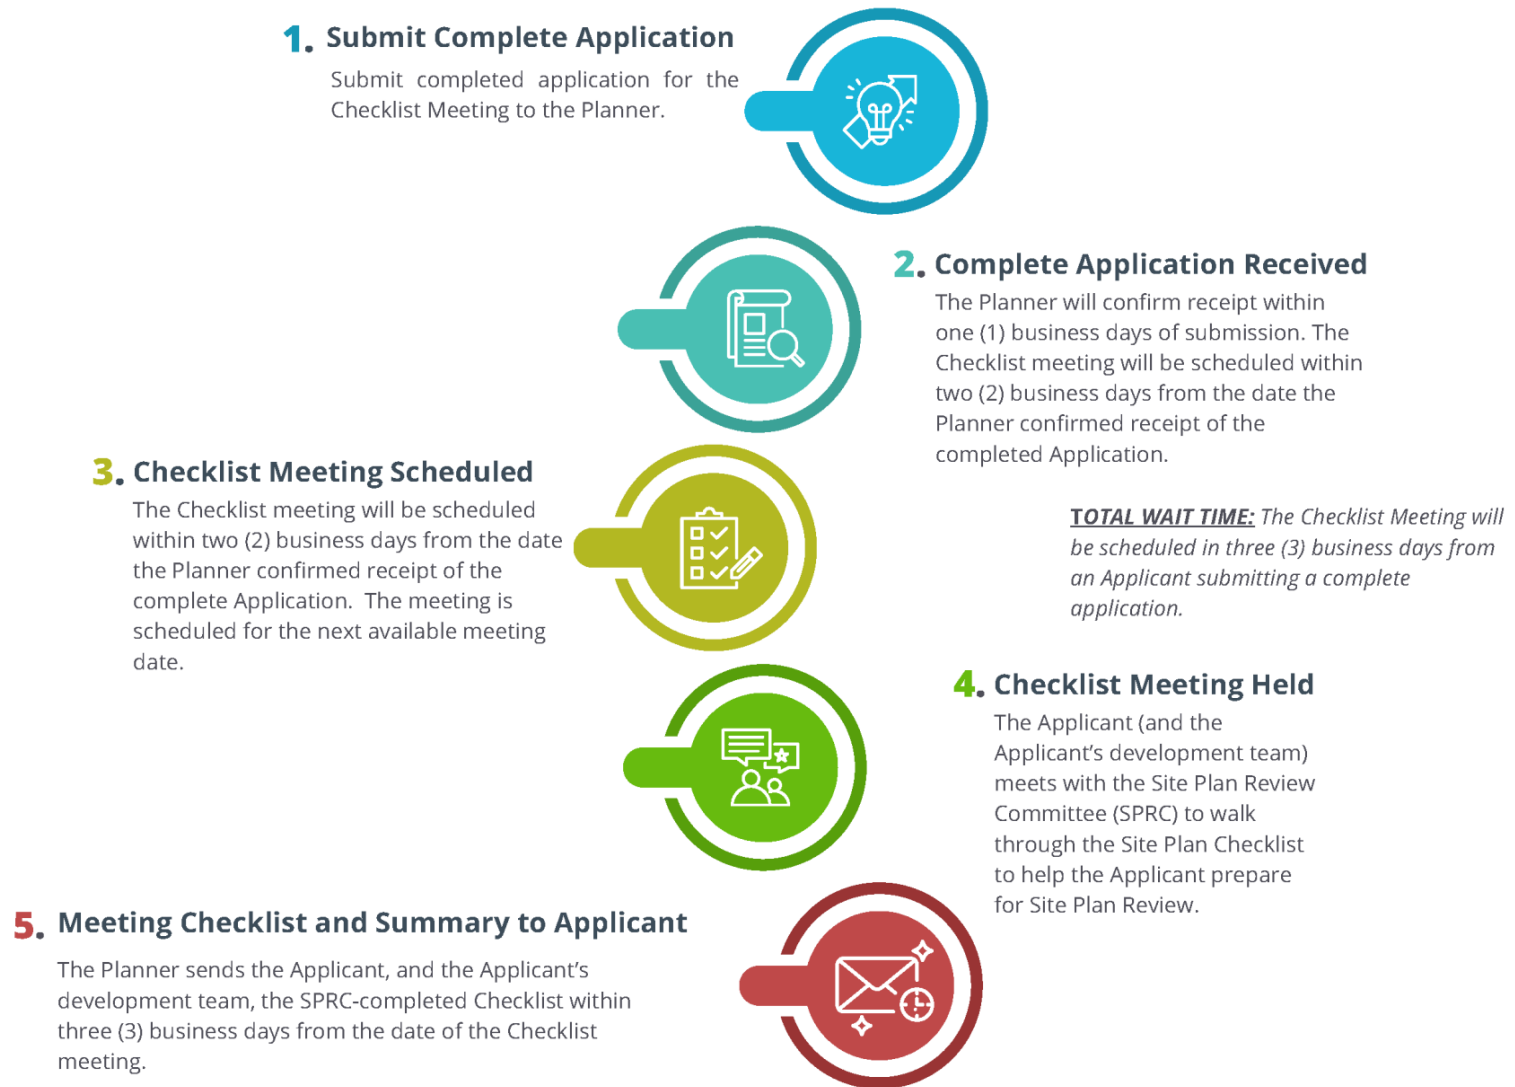 1. Submit Complete Application
Submit completed application for the
Checklist Meeting to the Planner.
2. Complete Application Received
The Planner will confirm receipt within
one (1) business days of submission. The
Checklist meeting will be scheduled within
two (2) business days from the date the
Planner confirmed receipt of the
completed Application.
3. Checklist Meeting Scheduled
The Checklist meeting will be scheduled
within two (2) business days from the date
the Planner confirmed receipt of the
complete Application.  The meeting is
scheduled for the next available meeting
date.
TOTAL WAIT TIME: The Checklist Meeting will
be scheduled in three (3) business days from
an Applicant submitting a complete
application.
4. Checklist Meeting Held
The Applicant (and the
Applicant’s development team)
meets with the Site Plan Review
Committee (SPRC) to walk
through the Site Plan Checklist
to help the Applicant prepare
for Site Plan Review.
5. Meeting Checklist and Summary to Applicant
The Planner sends the Applicant, and the Applicant’s
development team, the SPRC-completed Checklist within
three (3) business days from the date of the Checklist
meeting.